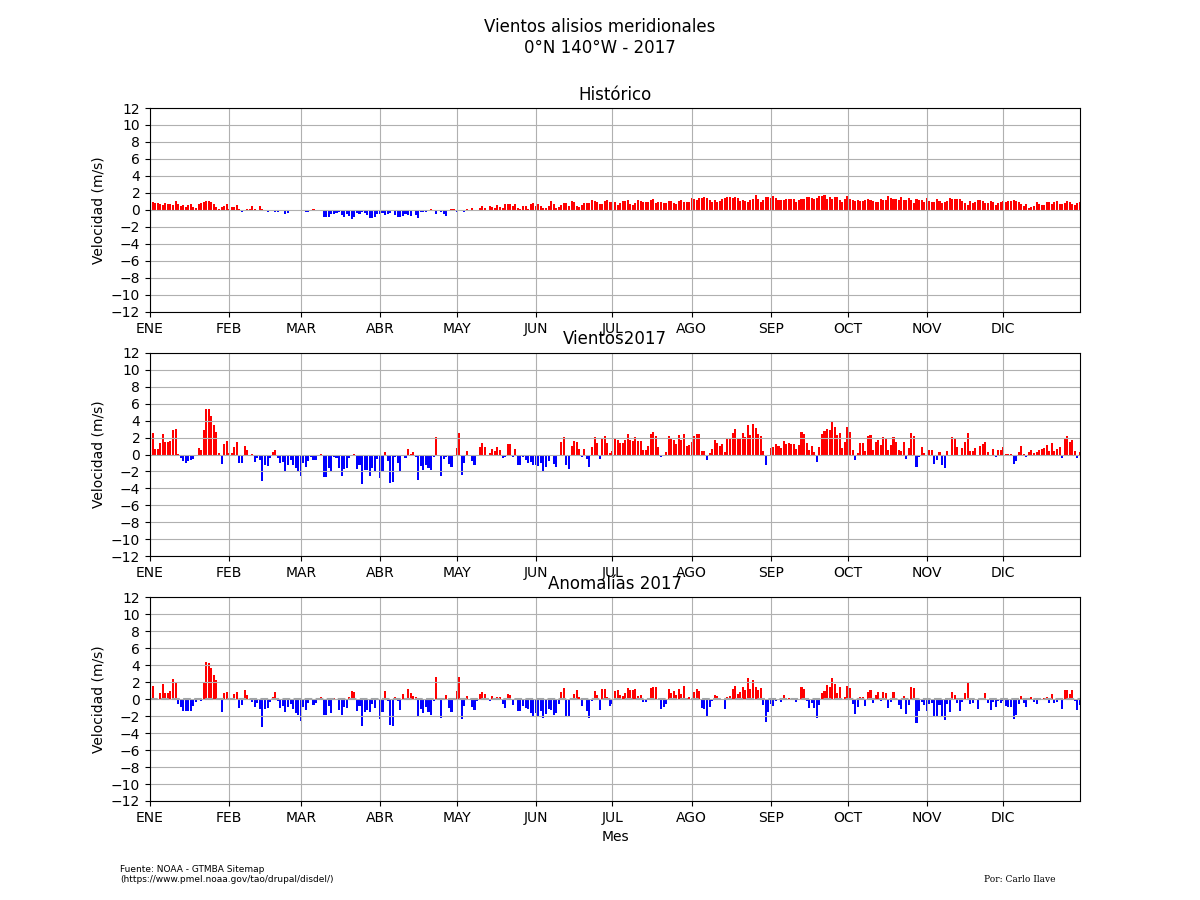 Vientos alisios meridionales
0°N 140°W - 2017
Histórico
12
10
8
6
4
2
0
−2
−4
−6
−8
−10
−12
Velocidad (m/s)
ENE FEB MAR ABR MAY JUN JUL AGO SEP OCT NOV DIC
Vientos2017
12
10
8
6
4
2
0
−2
−4
−6
−8
−10
−12
Velocidad (m/s)
ENE FEB MAR ABR MAY JUN JUL AGO SEP OCT NOV DIC
Anomalías 2017
12
10
8
6
4
2
0
−2
−4
−6
−8
−10
−12
Velocidad (m/s)
ENE FEB MAR ABR MAY JUN JUL AGO SEP OCT NOV DIC
Mes
Fuente: NOAA - GTMBA Sitemap
(https://www.pmel.noaa.gov/tao/drupal/disdel/)
Por: Carlo Ilave